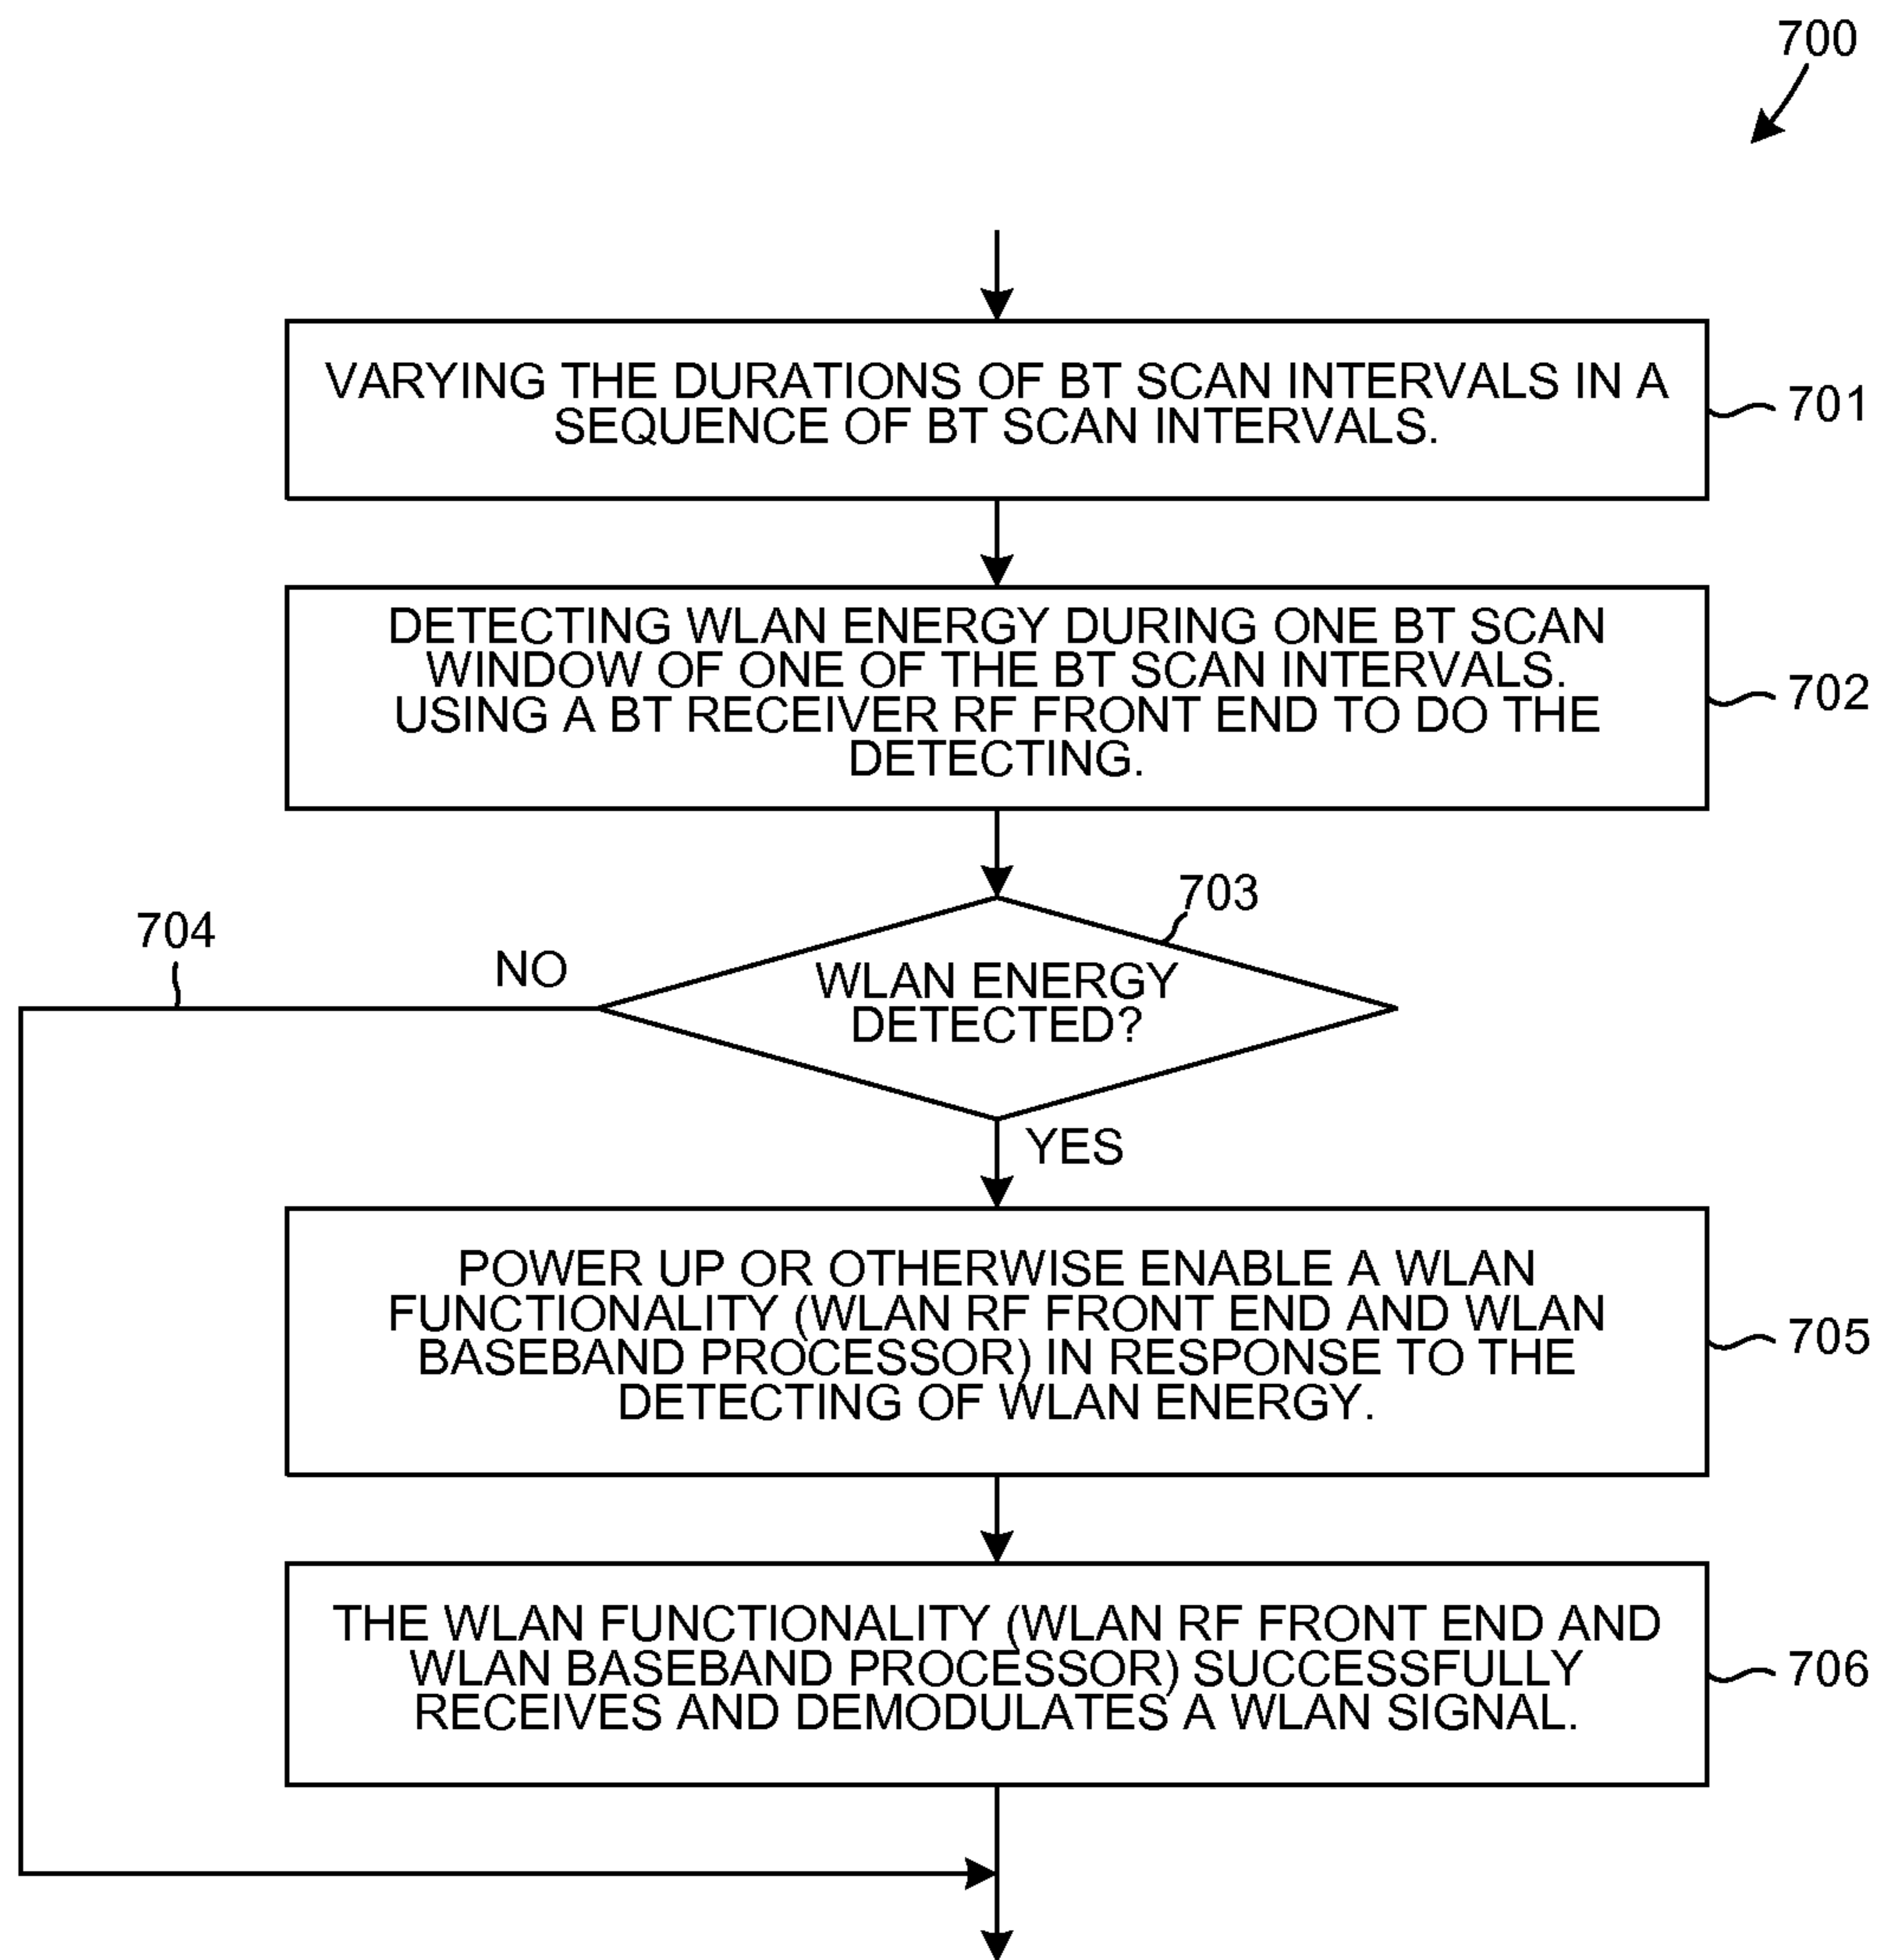 700
VARYING THE DURATIONS OF BT SCAN INTERVALS IN A
SEQUENCE OF BT SCAN INTERVALS.
701
DETECTING WLAN ENERGY DURING ONE BT SCAN
WINDOW OF ONE OF THE BT SCAN INTERVALS.
USING A BT RECEIVER RF FRONT END TO DO THE
DETECTING.
702
703
704
NO
WLAN ENERGY
DETECTED?
YES
POWER UP OR OTHERWISE ENABLE A WLAN
FUNCTIONALITY (WLAN RF FRONT END AND WLAN
BASEBAND PROCESSOR) IN RESPONSE TO THE
DETECTING OF WLAN ENERGY.
705
THE WLAN FUNCTIONALITY (WLAN RF FRONT END AND
WLAN BASEBAND PROCESSOR) SUCCESSFULLY
RECEIVES AND DEMODULATES A WLAN SIGNAL.
706